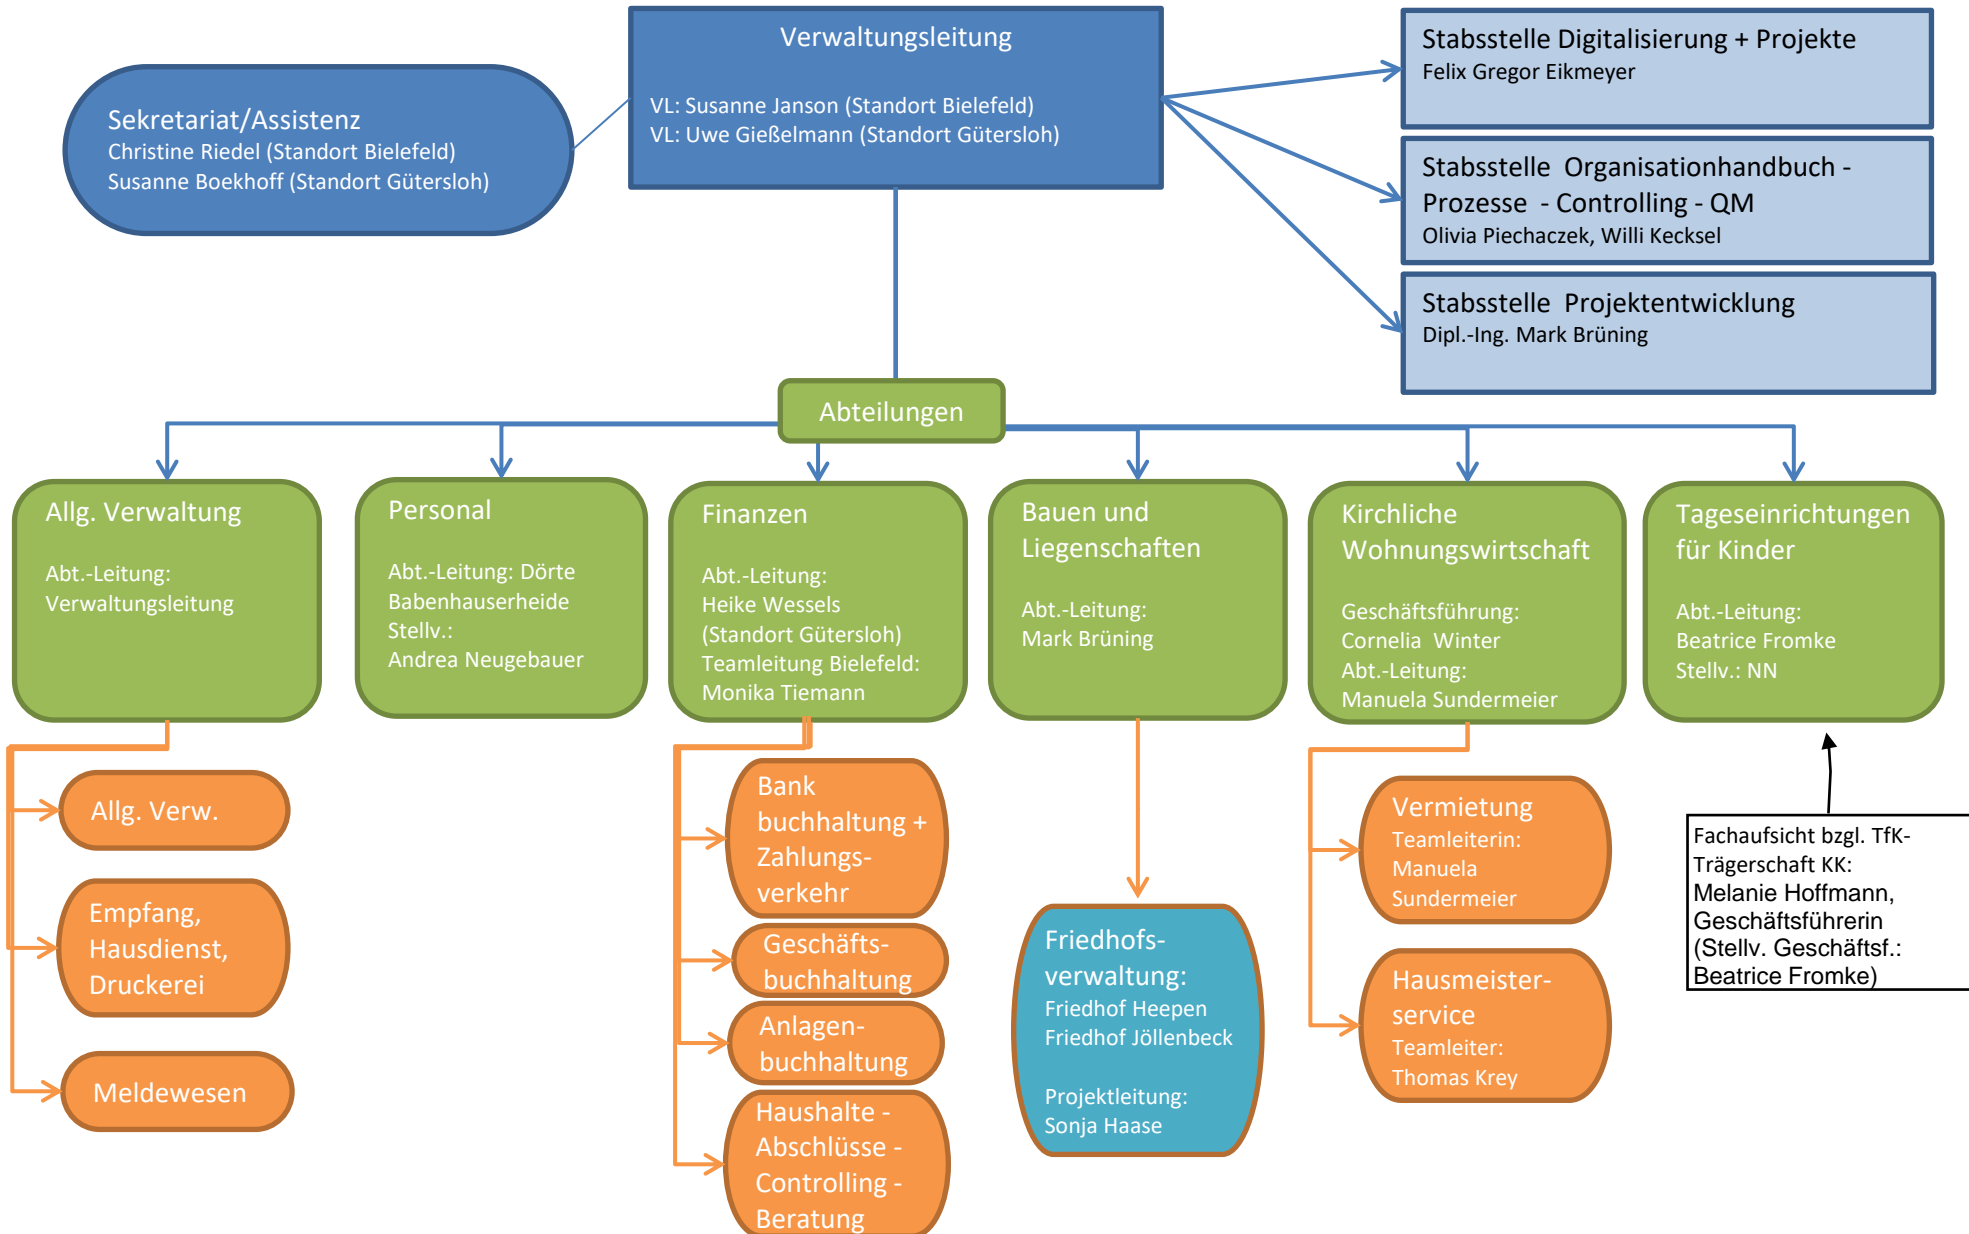 Verwaltungsleitung
VL: Susanne Janson (Standort Bielefeld)
VL: Uwe Gießelmann (Standort Gütersloh)
Sekretariat/Assistenz
Christine Riedel (Standort Bielefeld)
Susanne Boekhoff (Standort Gütersloh)
Stabsstelle Digitalisierung + Projekte
Felix Gregor Eikmeyer
Stabsstelle  Organisationhandbuch -
Prozesse  - Controlling - QM
Olivia Piechaczek, Willi Kecksel
Stabsstelle  Projektentwicklung
Dipl.-Ing. Mark Brüning
Abteilungen
Allg. Verwaltung
Abt.-Leitung:
Verwaltungsleitung
Personal
Abt.-Leitung: Dörte
Babenhauserheide
Stellv.:
Andrea Neugebauer
Finanzen
Abt.-Leitung:
Heike Wessels
(Standort Gütersloh)
Teamleitung Bielefeld:
Monika Tiemann
Bauen und
Liegenschaften
Abt.-Leitung:
Mark Brüning
Kirchliche
Wohnungswirtschaft
Geschäftsführung:
Cornelia  Winter
Abt.-Leitung:
Manuela Sundermeier
Tageseinrichtungen
für Kinder
Abt.-Leitung:
Beatrice Fromke
Stellv.: NN
Allg. Verw.
Empfang,
Hausdienst,
Druckerei
Meldewesen
Bank
buchhaltung +
Zahlungs-
verkehr
Geschäfts-
buchhaltung
Anlagen-
buchhaltung
Haushalte -
Abschlüsse -
Controlling -
Beratung
Friedhofs-
verwaltung:
Friedhof Heepen
Friedhof Jöllenbeck
Projektleitung:
Sonja Haase
Vermietung
Teamleiterin:
Manuela
Sundermeier
Hausmeister-
service
Teamleiter:
Thomas Krey
Fachaufsicht bzgl. TfK-
Trägerschaft KK:
Melanie Hoffmann,
Geschäftsführerin
(Stellv. Geschäftsf.:
Beatrice Fromke)